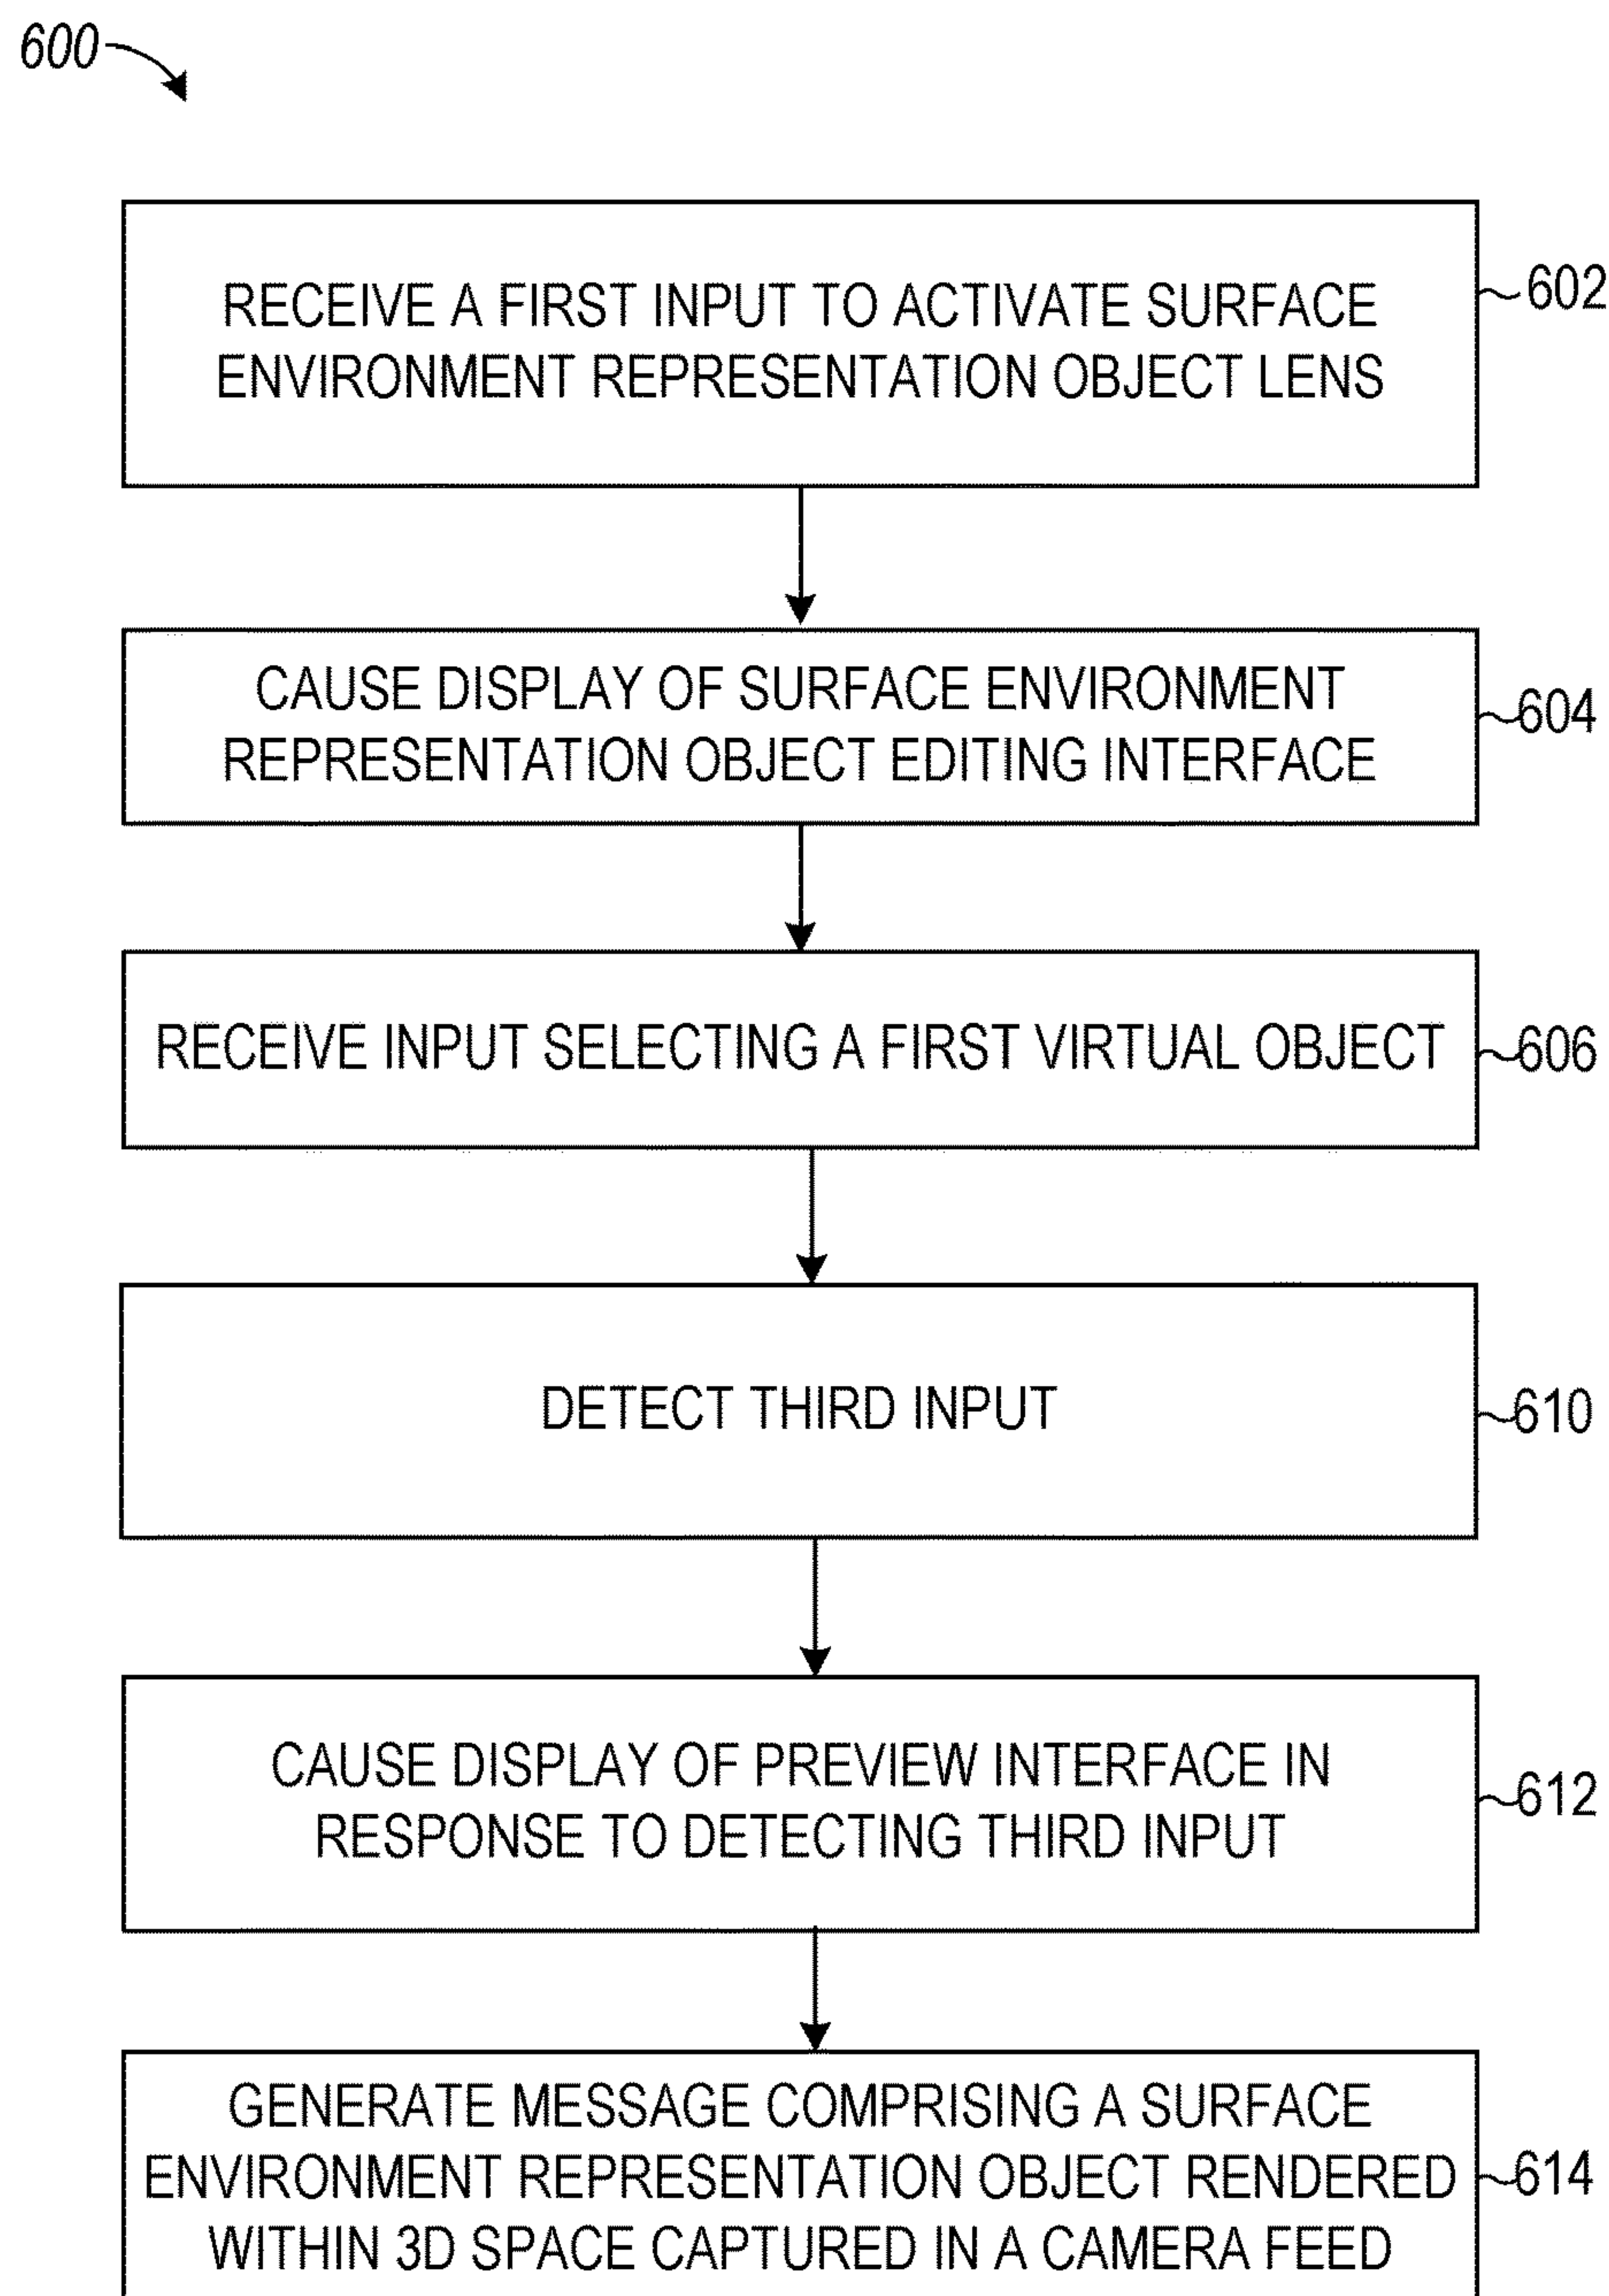 600
RECEIVE A FIRST INPUT TO ACTIVATE SURFACE
ENVIRONMENT REPRESENTATION OBJECT LENS
602
CAUSE DISPLAY OF SURFACE ENVIRONMENT
REPRESENTATION OBJECT EDITING INTERFACE
604
RECEIVE INPUT SELECTING A FIRST VIRTUAL OBJECT
606
DETECT THIRD INPUT
610
CAUSE DISPLAY OF PREVIEW INTERFACE IN
RESPONSE TO DETECTING THIRD INPUT
612
GENERATE MESSAGE COMPRISING A SURFACE
ENVIRONMENT REPRESENTATION OBJECT RENDERED
WITHIN 3D SPACE CAPTURED IN A CAMERA FEED
614